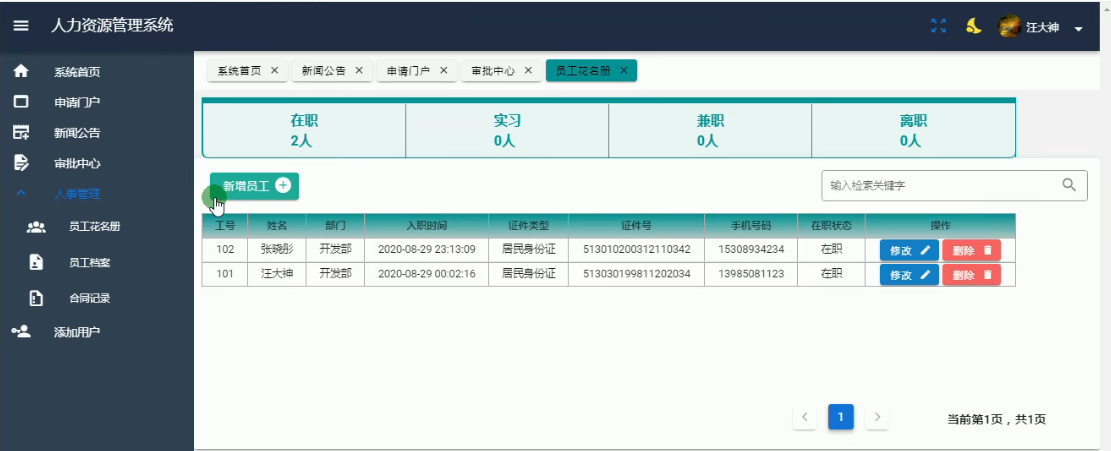 人力资源管理系统
汪大神
系统首页
申请门户
新闻公告
审批中心
人事管理
员工花名册
员工档案
合同记录
添加用户
系统首页 × 新闻公告 × 申请门户 × 审批中心 × 员工花名册 ×
在职 实习 兼职 离职
2人 0人 0人 0人
新增员工
输入检索关键字
工号 姓名 部门 入职时间 证件类型 证件号 手机号码 在职状态 操作
102 张晓彤 开发部 2020-08-29 23:13:09 居民身份证 513010200312110342 15308934234 在职 修改 删除
101 汪大神 开发部 2020-08-29 00:02:16 居民身份证 513030199811202034 13985081123 在职 修改 删除
1
当前第1页，共1页